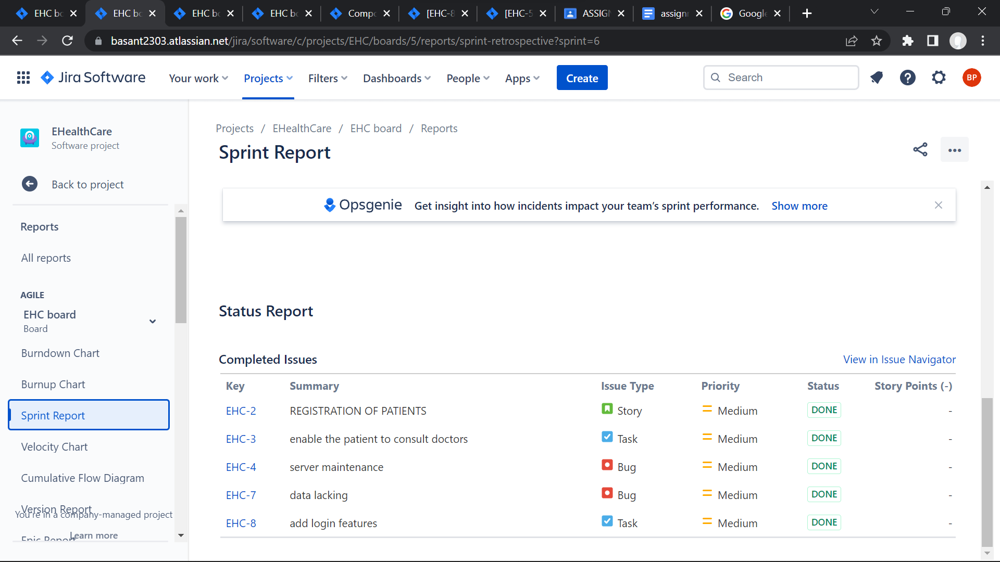 EHC bo
EHC bo
EHC bo
EHC bo
Compo
[EHC-8
[EHC-5
ASSIGN
assignm
Google
basant2303.atlassian.net/jira/software/c/projects/EHC/boards/5/reports/sprint-retrospective?sprint=6
Jira Software
Your work
Projects
Filters
Dashboards
People
Apps
Create
Search
BP
EHealthCare
Software project
Back to project
Reports
All reports
AGILE
EHC board
Board
Burndown Chart
Burnup Chart
Sprint Report
Velocity Chart
Cumulative Flow Diagram
Version Report
You're in a company-managed project
Learn more
Epic Report
Projects / EHealthCare / EHC board / Reports
Sprint Report
Opsgenie Get insight into how incidents impact your team’s sprint performance. Show more
Status Report
Completed Issues View in Issue Navigator
Key Summary Issue Type Priority Status Story Points (-)
EHC-2 REGISTRATION OF PATIENTS Story Medium DONE -
EHC-3 enable the patient to consult doctors Task Medium DONE -
EHC-4 server maintenance Bug Medium DONE -
EHC-7 data lacking Bug Medium DONE -
EHC-8 add login features Task Medium DONE -